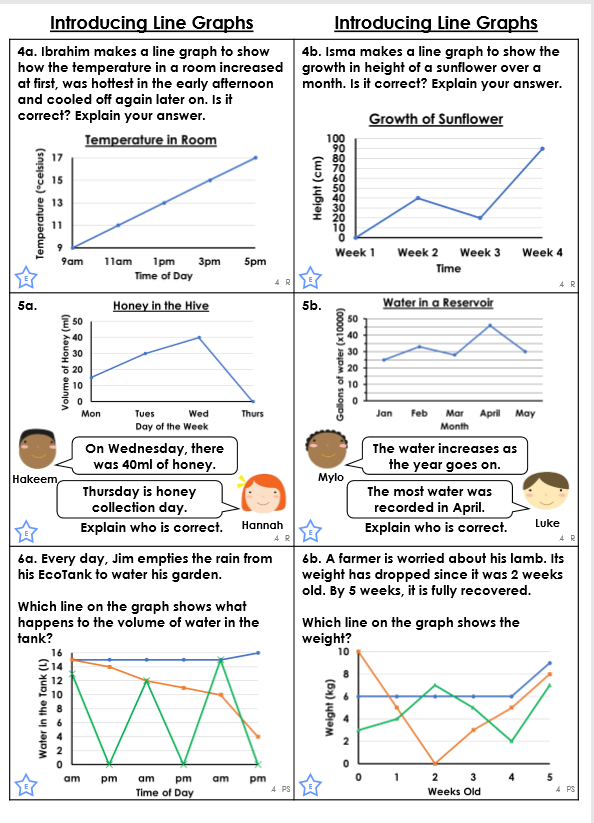 Introducing Line Graphs
Introducing Line Graphs
4a. Ibrahim makes a line graph to show
how the temperature in a room increased
at first, was hottest in the early afternoon
and cooled off again later on. Is it
correct? Explain your answer.
Temperature in Room
Temperature (°celsius)
17
15
13
11
9
9am 11am 1pm 3pm 5pm
Time of Day
E
4 R
4b. Isma makes a line graph to show the
growth in height of a sunflower over a
month. Is it correct? Explain your answer.
Growth of Sunflower
Height (cm)
100
90
80
70
60
50
40
30
20
10
0
Week 1 Week 2 Week 3 Week 4
Time
E
4 R
5a.
Honey in the Hive
Volume of Honey (ml)
50
40
30
20
10
0
Mon Tues Wed Thurs
Day of the Week
On Wednesday, there
was 40ml of honey.
Hakeem
Thursday is honey
collection day.
Hannah
Explain who is correct.
E
4 R
5b.
Water in a Reservoir
Gallons of water (x10000)
50
40
30
20
10
0
Jan Feb Mar April May
Month
The water increases as
the year goes on.
Mylo
The most water was
recorded in April.
Luke
Explain who is correct.
E
4 R
6a. Every day, Jim empties the rain from
his EcoTank to water his garden.
Which line on the graph shows what
happens to the volume of water in the
tank?
Water in the Tank (L)
16
14
12
10
8
6
4
2
0
am pm am pm am pm
Time of Day
E
4 PS
6b. A farmer is worried about his lamb. Its
weight has dropped since it was 2 weeks
old. By 5 weeks, it is fully recovered.
Which line on the graph shows the
weight?
Weight (kg)
10
8
6
4
2
0
0 1 2 3 4 5
Weeks Old
E
4 PS